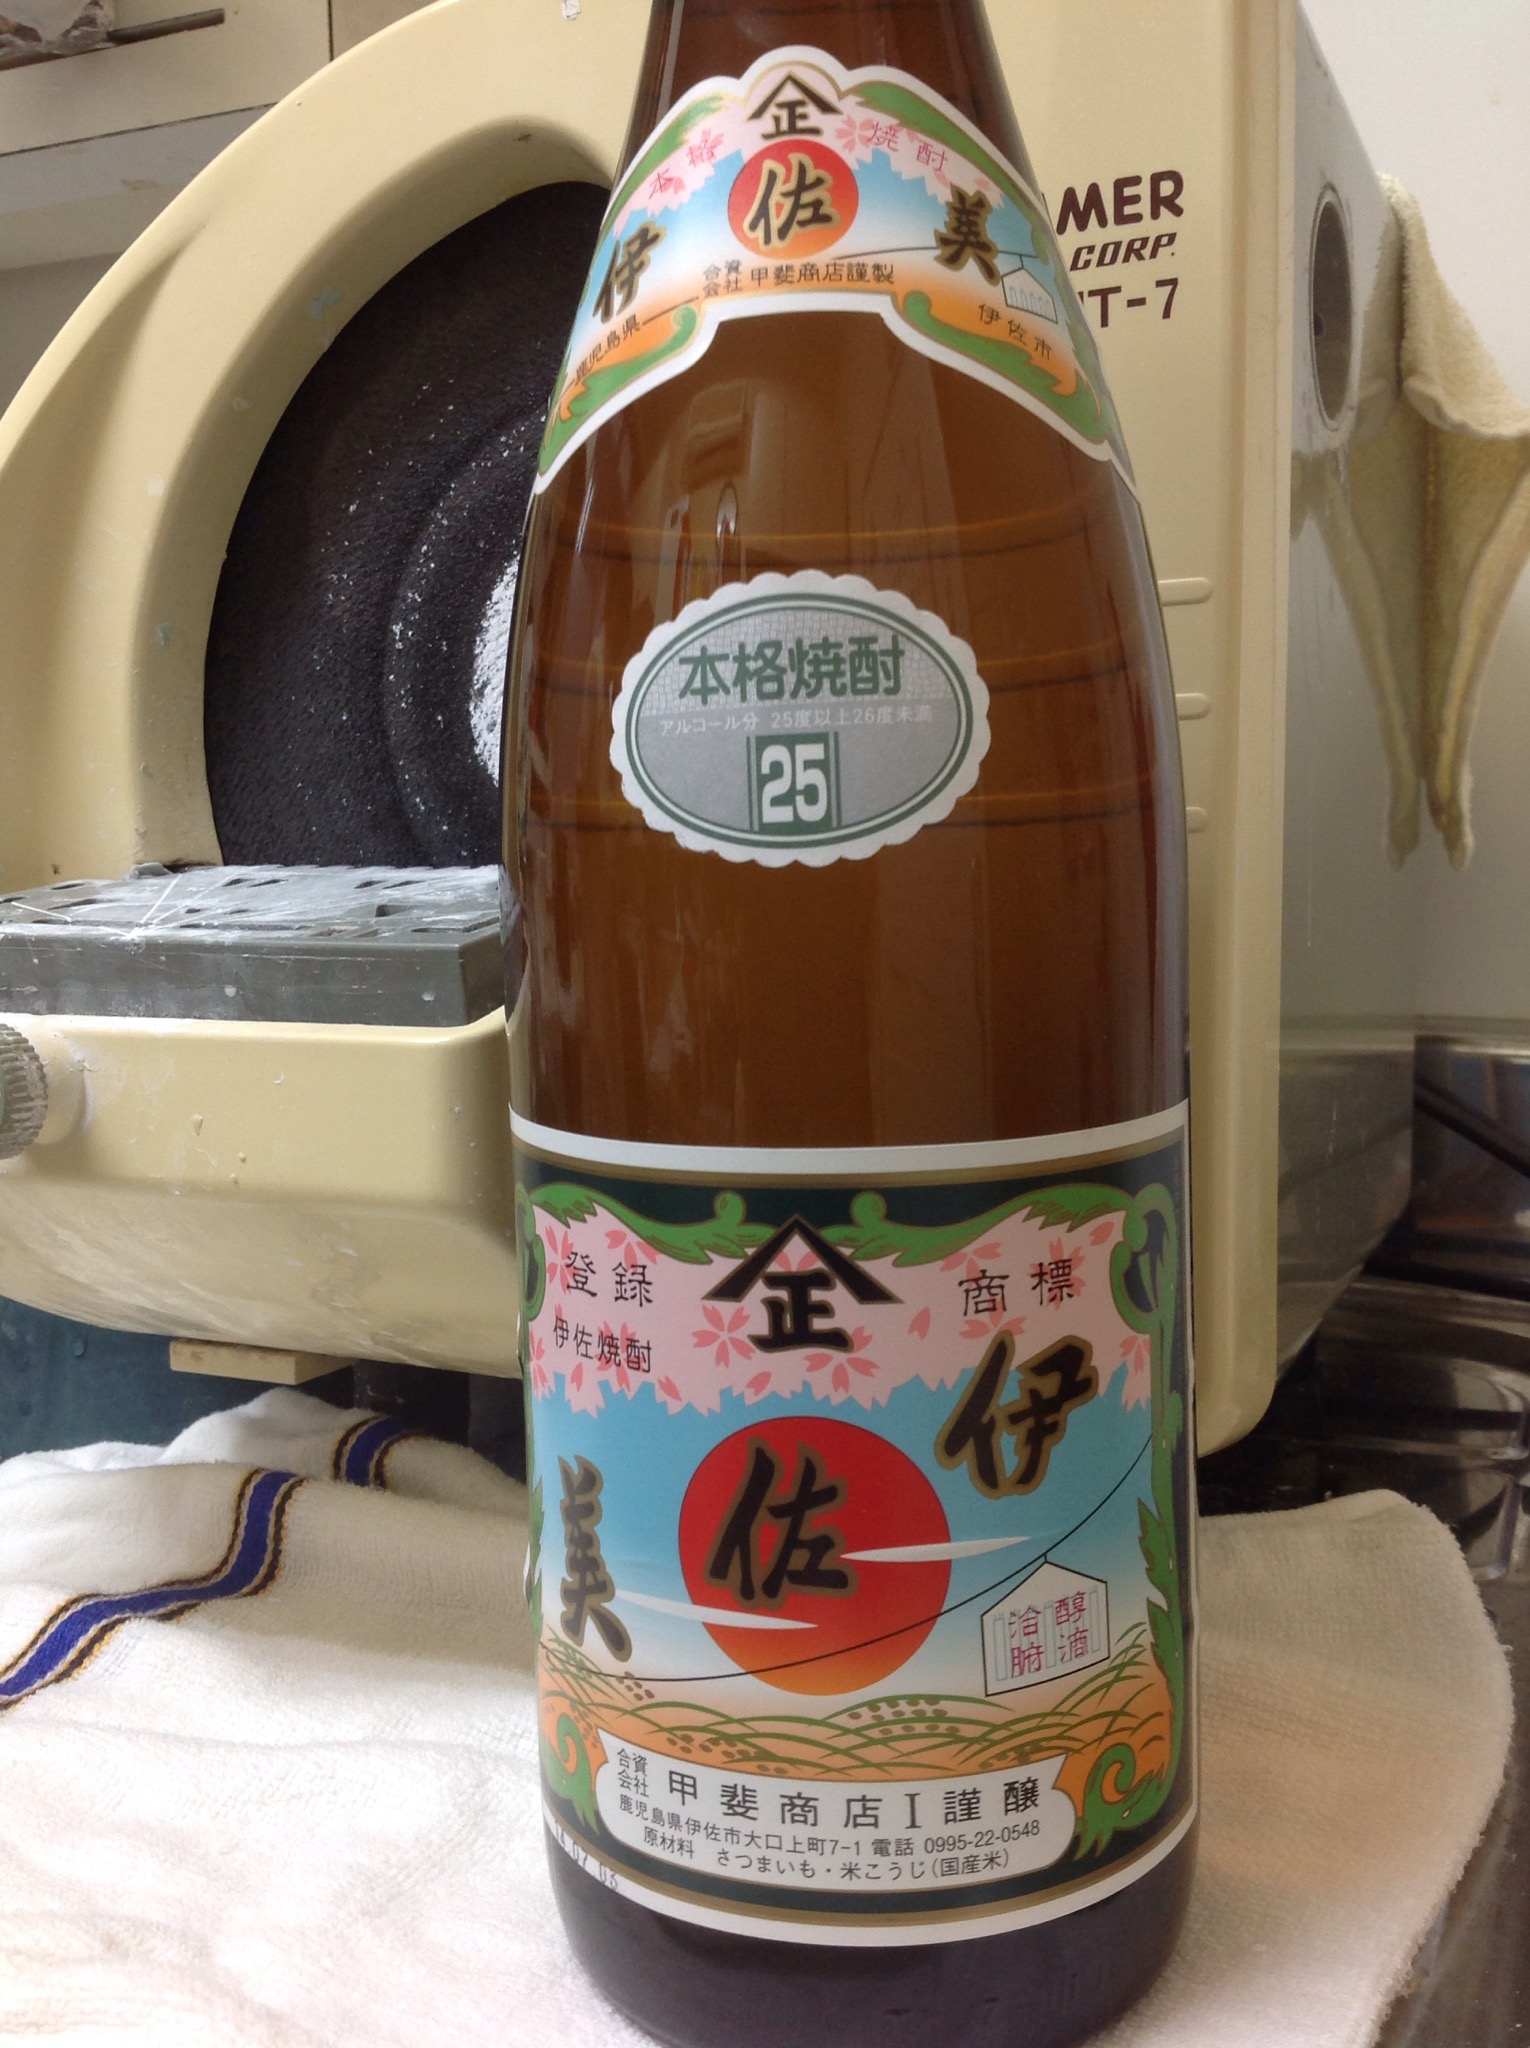 正
本格焼酎
伊佐美
合資会社 甲斐商店謹製
鹿児島県
伊佐市
MER
CORP.
T-7
本格焼酎
アルコール分 25度以上26度未満
25
正
登録 商標
伊佐焼酎
伊
佐
美
醇滴
洽腑
合資会社 甲斐商店I謹醸
鹿児島県伊佐市大口上町7-1 電話 0995-22-0548
原材料 さつまいも・米こうじ(国産米)